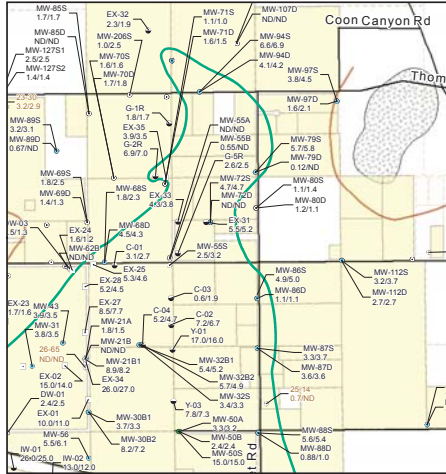 MW-85S
1.7/1.7
MW-85D
ND/ND
MW-127S1
2.5/2.5
MW-127S2
1.4/1.4
EX-32
2.3/1.9
MW-206S
1.0/2.5
MW-70S
1.6/1.6
MW-70D
1.7/1.8
MW-71S
1.1/1.0
MW-71D
1.6/1.5
MW-107D
ND/ND
MW-94S
6.6/6.9
MW-94D
4.1/4.2
Coon Canyon Rd
MW-97S
3.8/4.5
Thom
MW-97D
1.6/2.1
3.2/2.9
MW-89S
3.2/3.1
MW-89D
0.67/ND
G-1R
1.8/1.7
EX-35
3.9/3.5
G-2R
6.9/7.0
MW-55A
ND/ND
MW-55B
0.55/ND
G-5R
2.6/2.5
MW-72S
4.7/4.7
MW-72D
ND/ND
EX-31
5.5/5.2
MW-79S
5.7/5.8
MW-79D
0.12/ND
MW-80S
1.1/1.4
MW-80D
1.2/1.1
MW-69S
1.8/2.5
MW-69D
1.4/1.3
MW-68S
1.8/2.3
EX-33
4.3/3.8
IW-03
.5/1.3
EX-24
1.6/1.2
MW-62B
ND/ND
MW-68D
4.5/4.3
C-01
3.1/2.7
MW-55S
2.5/3.2
EX-25
5.3/4.6
EX-28
5.2/4.5
MW-86S
4.9/5.0
MW-86D
1.1/1.1
MW-112S
3.2/3.7
MW-112D
2.7/2.7
EX-23
1.7/1.6
MW-43
3.9/3.5
MW-31
3.8/3.5
EX-27
8.5/7.7
MW-21A
1.8/1.5
MW-21B
ND/ND
MW-21B1
8.9/8.2
C-03
0.6/1.9
C-04
5.2/4.7
C-02
7.2/6.7
Y-01
17.0/16.0
26-65
ND/ND
EX-02
15.0/14.0
EX-34
26.0/27.0
MW-32B1
5.4/5.2
MW-32B2
5.7/4.9
MW-32S
3.4/3.3
MW-87S
3.3/3.7
MW-87D
3.6/3.6
25-14
0.7/ND
DW-01
2.4/2.5
EX-01
10.0/11.0
MW-30B1
3.7/3.3
MW-30B2
8.2/7.2
Y-03
7.8/7.3
MW-50A
3.3/3.2
MW-50B
2.4/2.4
MW-50S
15.0/15.0
MW-88S
5.6/5.4
MW-88D
0.88/1.0
t Rd
MW-56
5.5/6.1
IW-01
26.0/25.0
IW-02
13.0/12.0